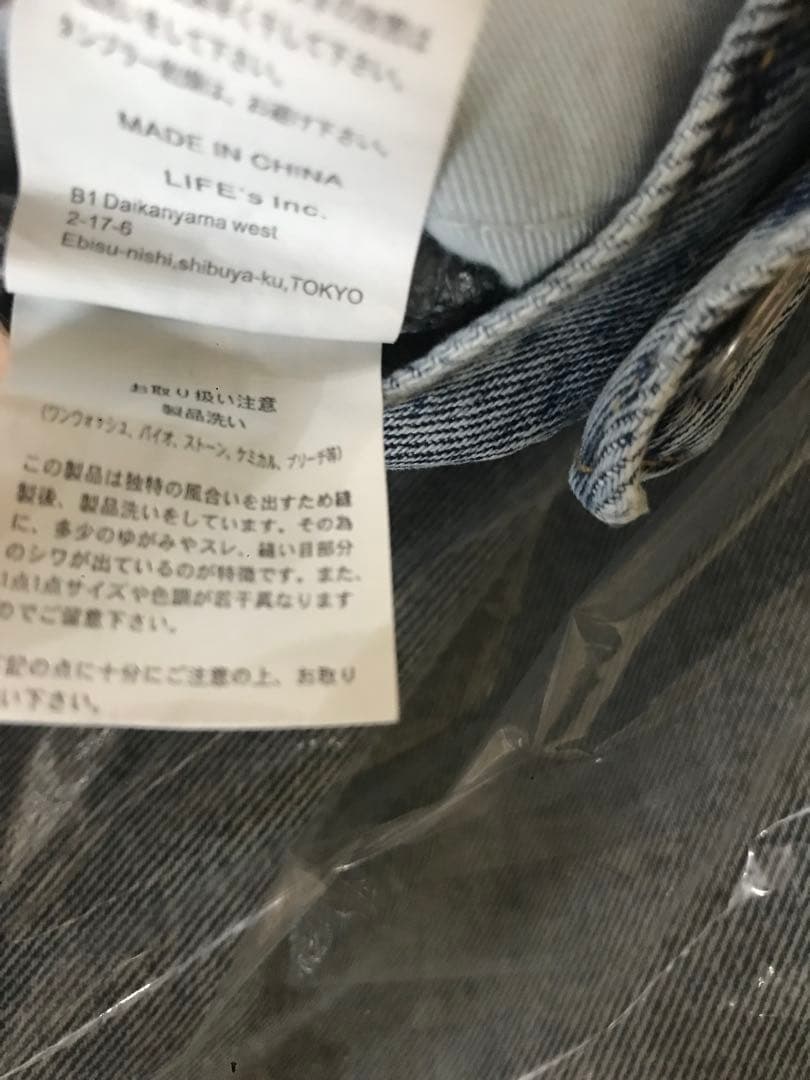 をして下さい。
タンブラー乾燥は、お避け下さい。
MADE IN CHINA
LIFE's Inc.
B1 Daikanyama west
2-17-6
Ebisu-nishi,shibuya-ku,TOKYO
お取り扱い注意
製品洗い
(ワンウォッシュ、バイオ、ストーン、ケミカル、ブリーチ等)
この製品は独特の風合いを出すため縫
製後、製品洗いをしています。その為
に、多少のゆがみやスレ、縫い目部分
のシワが出ているのが特徴です。また、
1点1点サイズや色調が若干異なります
のでご留意下さい。
記の点に十分にご注意の上、お取り
い下さい。